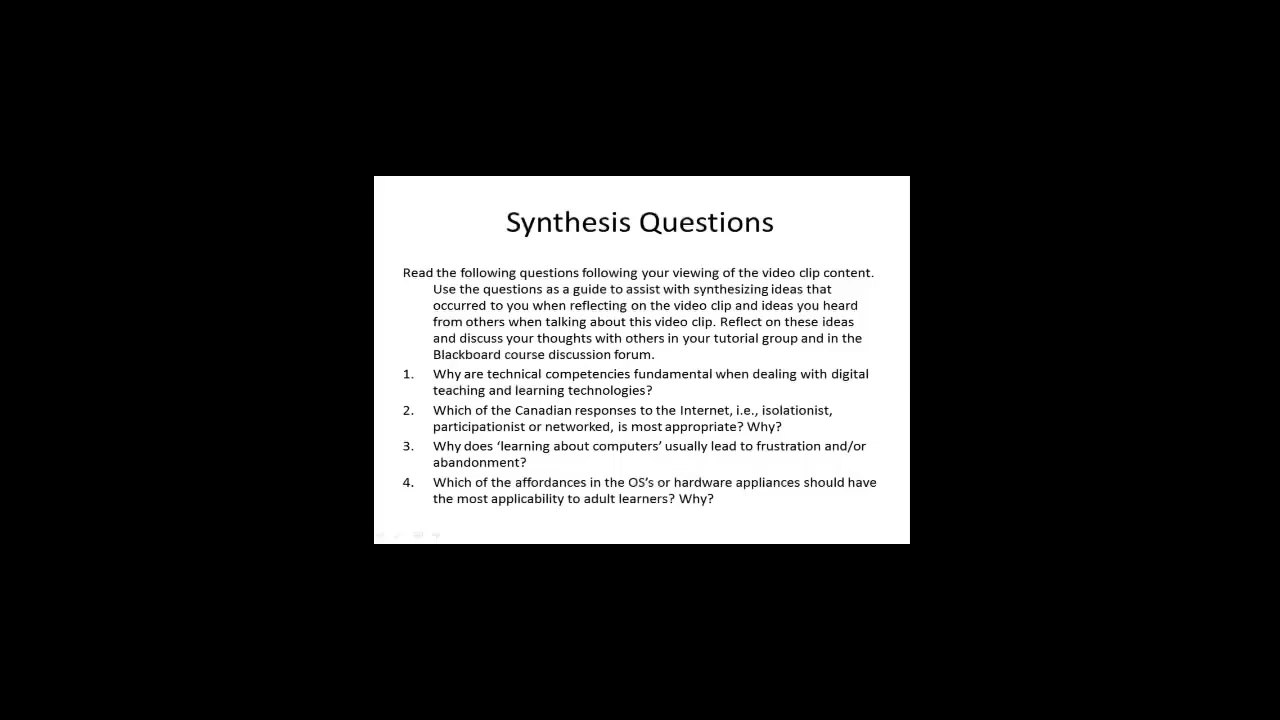 Synthesis Questions
Read the following questions following your viewing of the video clip content.
Use the questions as a guide to assist with synthesizing ideas that
occurred to you when reflecting on the video clip and ideas you heard
from others when talking about this video clip. Reflect on these ideas
and discuss your thoughts with others in your tutorial group and in the
Blackboard course discussion forum.
1. Why are technical competencies fundamental when dealing with digital
teaching and learning technologies?
2. Which of the Canadian responses to the Internet, i.e., isolationist,
participationist or networked, is most appropriate? Why?
3. Why does ‘learning about computers’ usually lead to frustration and/or
abandonment?
4. Which of the affordances in the OS’s or hardware appliances should have
the most applicability to adult learners? Why?